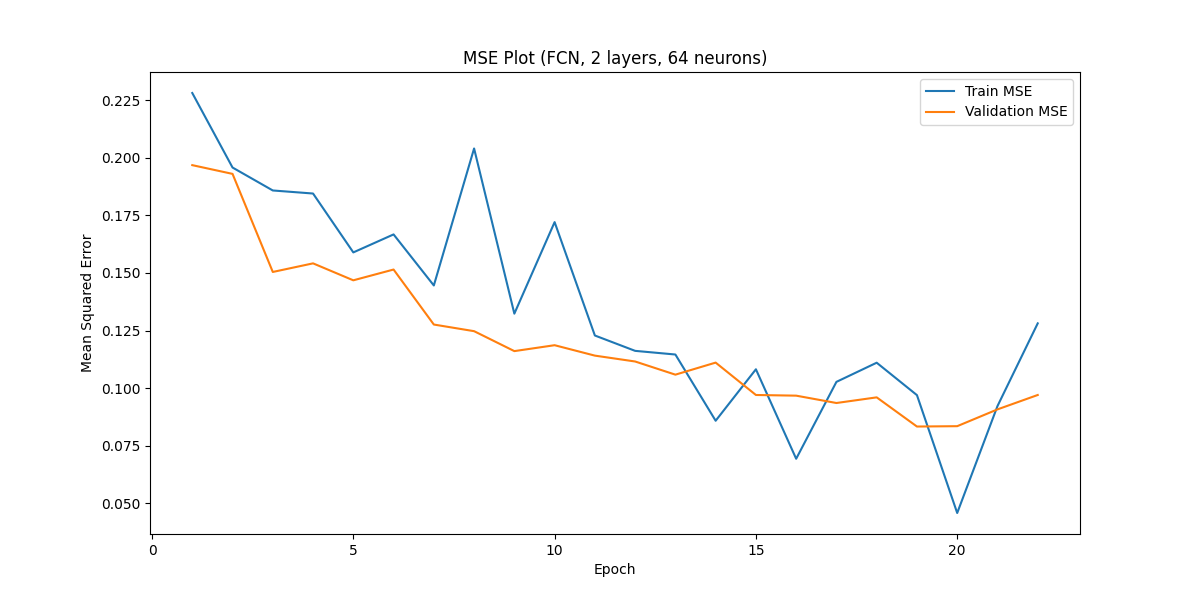 MSE Plot (FCN, 2 layers, 64 neurons)
Train MSE
Validation MSE
Mean Squared Error
0.225
0.200
0.175
0.150
0.125
0.100
0.075
0.050
0
5
10
15
20
Epoch